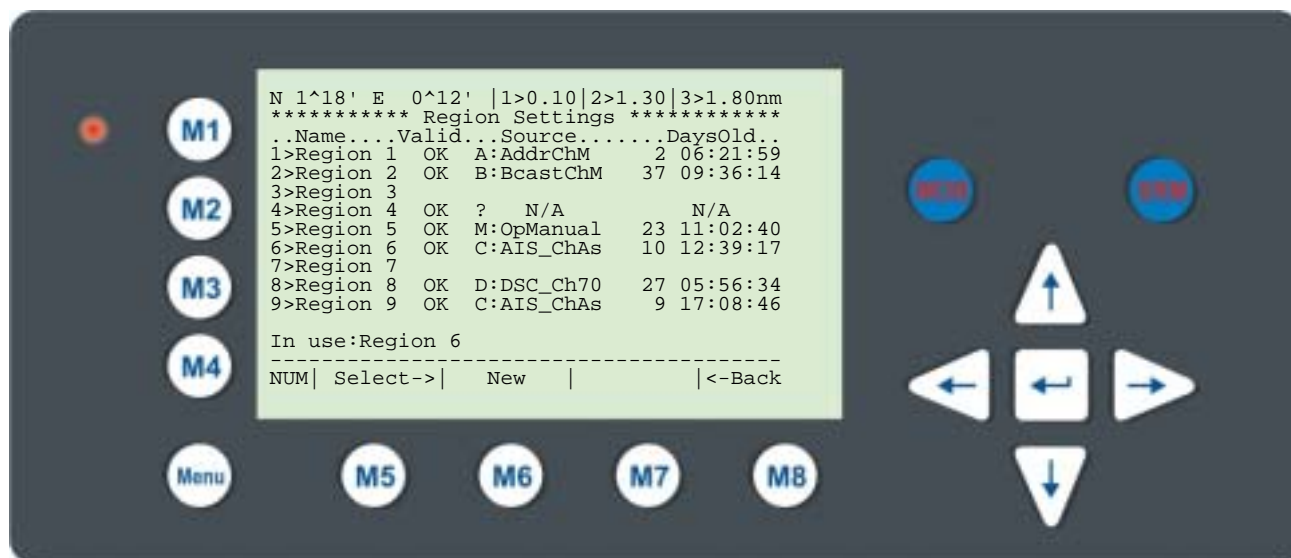 N 1^18' E  0^12' |1>0.10|2>1.30|3>1.80nm
*********** Region Settings ************
..Name....Valid...Source.......DaysOld..
1>Region 1  OK  A:AddrChM    2 06:21:59
2>Region 2  OK  B:BcastChM  37 09:36:14
3>Region 3
4>Region 4  OK  ?  N/A         N/A
5>Region 5  OK  M:OpManual  23 11:02:40
6>Region 6  OK  C:AIS_ChAs  10 12:39:17
7>Region 7
8>Region 8  OK  D:DSC_Ch70  27 05:56:34
9>Region 9  OK  C:AIS_ChAs   9 17:08:46
In use:Region 6
-----------------------------------------
NUM| Select->|   New   |         |<-Back
M1
M2
M3
M4
Menu
M5
M6
M7
M8